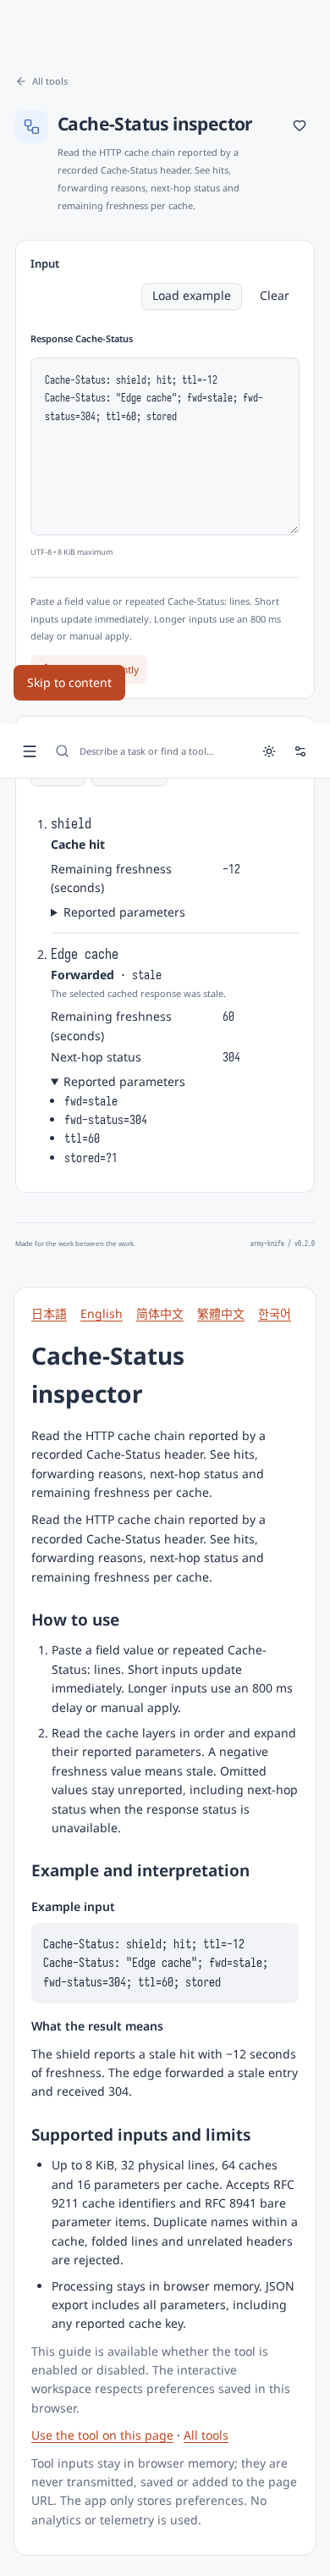 All tools
Cache-Status inspector
Read the HTTP cache chain reported by a
recorded Cache-Status header. See hits,
forwarding reasons, next-hop status and
remaining freshness per cache.
Input
Load example
Clear
Response Cache-Status
Cache-Status: shield; hit; ttl=-12
Cache-Status: "Edge cache"; fwd=stale; fwd-
status=304; ttl=60; stored
UTF-8 • 8 KiB maximum
Paste a field value or repeated Cache-Status: lines. Short
inputs update immediately. Longer inputs use an 800 ms
delay or manual apply.
Skip to content
Describe a task or find a tool...
1. shield
Cache hit
Remaining freshness -12
(seconds)
▶ Reported parameters
2. Edge cache
Forwarded · stale
The selected cached response was stale.
Remaining freshness 60
(seconds)
Next-hop status 304
▼ Reported parameters
• fwd=stale
• fwd-status=304
• ttl=60
• stored=?1
Made for the work between the work.
army-knife / v0.2.0
日本語 English 简体中文 繁體中文 한국어
Cache-Status
inspector
Read the HTTP cache chain reported by a
recorded Cache-Status header. See hits,
forwarding reasons, next-hop status and
remaining freshness per cache.
Read the HTTP cache chain reported by a
recorded Cache-Status header. See hits,
forwarding reasons, next-hop status and
remaining freshness per cache.
How to use
1. Paste a field value or repeated Cache-
Status: lines. Short inputs update
immediately. Longer inputs use an 800 ms
delay or manual apply.
2. Read the cache layers in order and expand
their reported parameters. A negative
freshness value means stale. Omitted
values stay unreported, including next-hop
status when the response status is
unavailable.
Example and interpretation
Example input
Cache-Status: shield; hit; ttl=-12
Cache-Status: "Edge cache"; fwd=stale;
fwd-status=304; ttl=60; stored
What the result means
The shield reports a stale hit with −12 seconds
of freshness. The edge forwarded a stale entry
and received 304.
Supported inputs and limits
• Up to 8 KiB, 32 physical lines, 64 caches
and 16 parameters per cache. Accepts RFC
9211 cache identifiers and RFC 8941 bare
parameter items. Duplicate names within a
cache, folded lines and unrelated headers
are rejected.
• Processing stays in browser memory. JSON
export includes all parameters, including
any reported cache key.
This guide is available whether the tool is
enabled or disabled. The interactive
workspace respects preferences saved in this
browser.
Use the tool on this page · All tools
Tool inputs stay in browser memory; they are
never transmitted, saved or added to the page
URL. The app only stores preferences. No
analytics or telemetry is used.